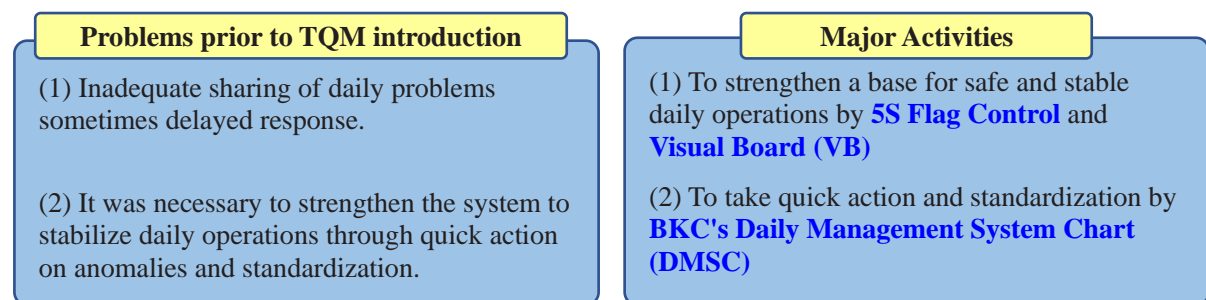 Problems prior to TQM introduction
(1) Inadequate sharing of daily problems
sometimes delayed response.
(2) It was necessary to strengthen the system to
stabilize daily operations through quick action
on anomalies and standardization.
Major Activities
(1) To strengthen a base for safe and stable
daily operations by 5S Flag Control and
Visual Board (VB)
(2) To take quick action and standardization by
BKC's Daily Management System Chart
(DMSC)